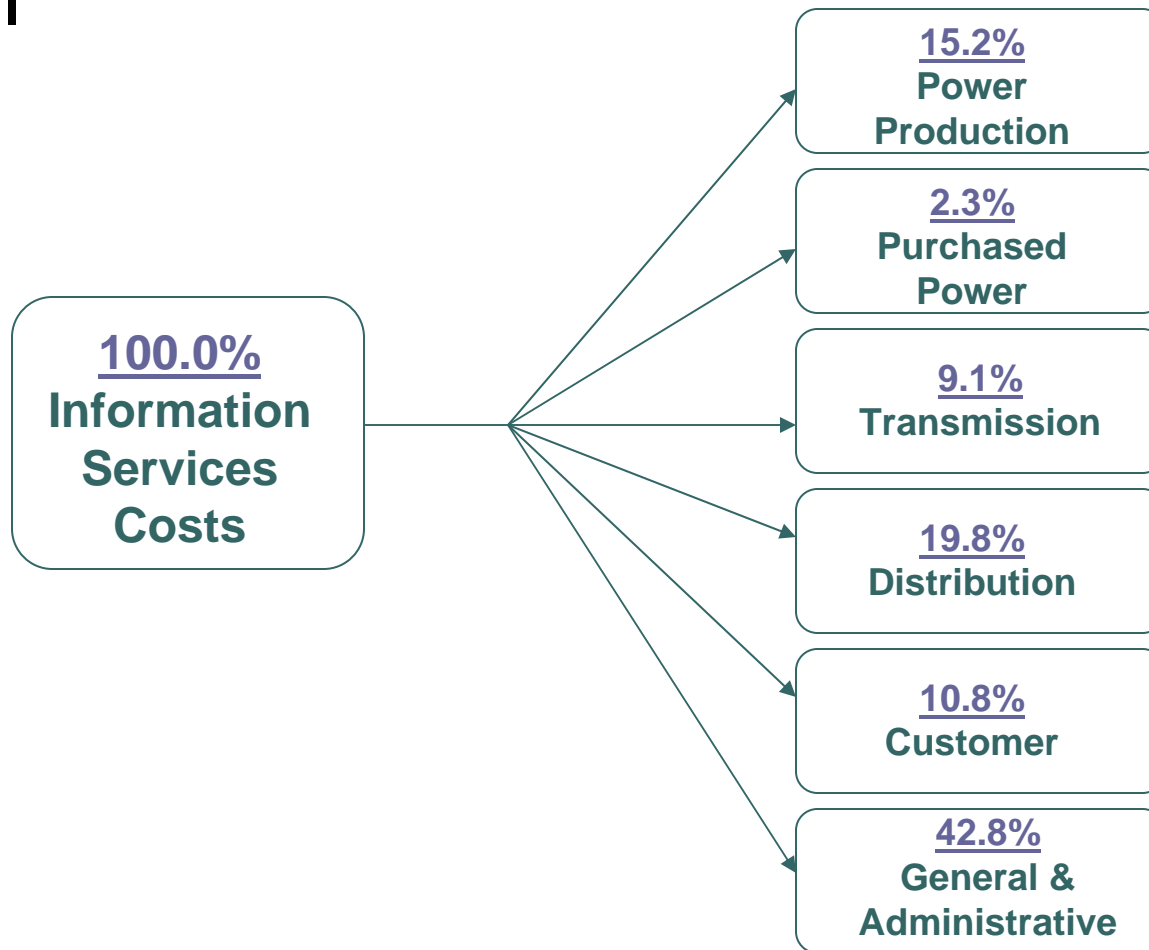 100.0%
Information
Services
Costs
15.2%
Power
Production
2.3%
Purchased
Power
9.1%
Transmission
19.8%
Distribution
10.8%
Customer
42.8%
General &
Administrative